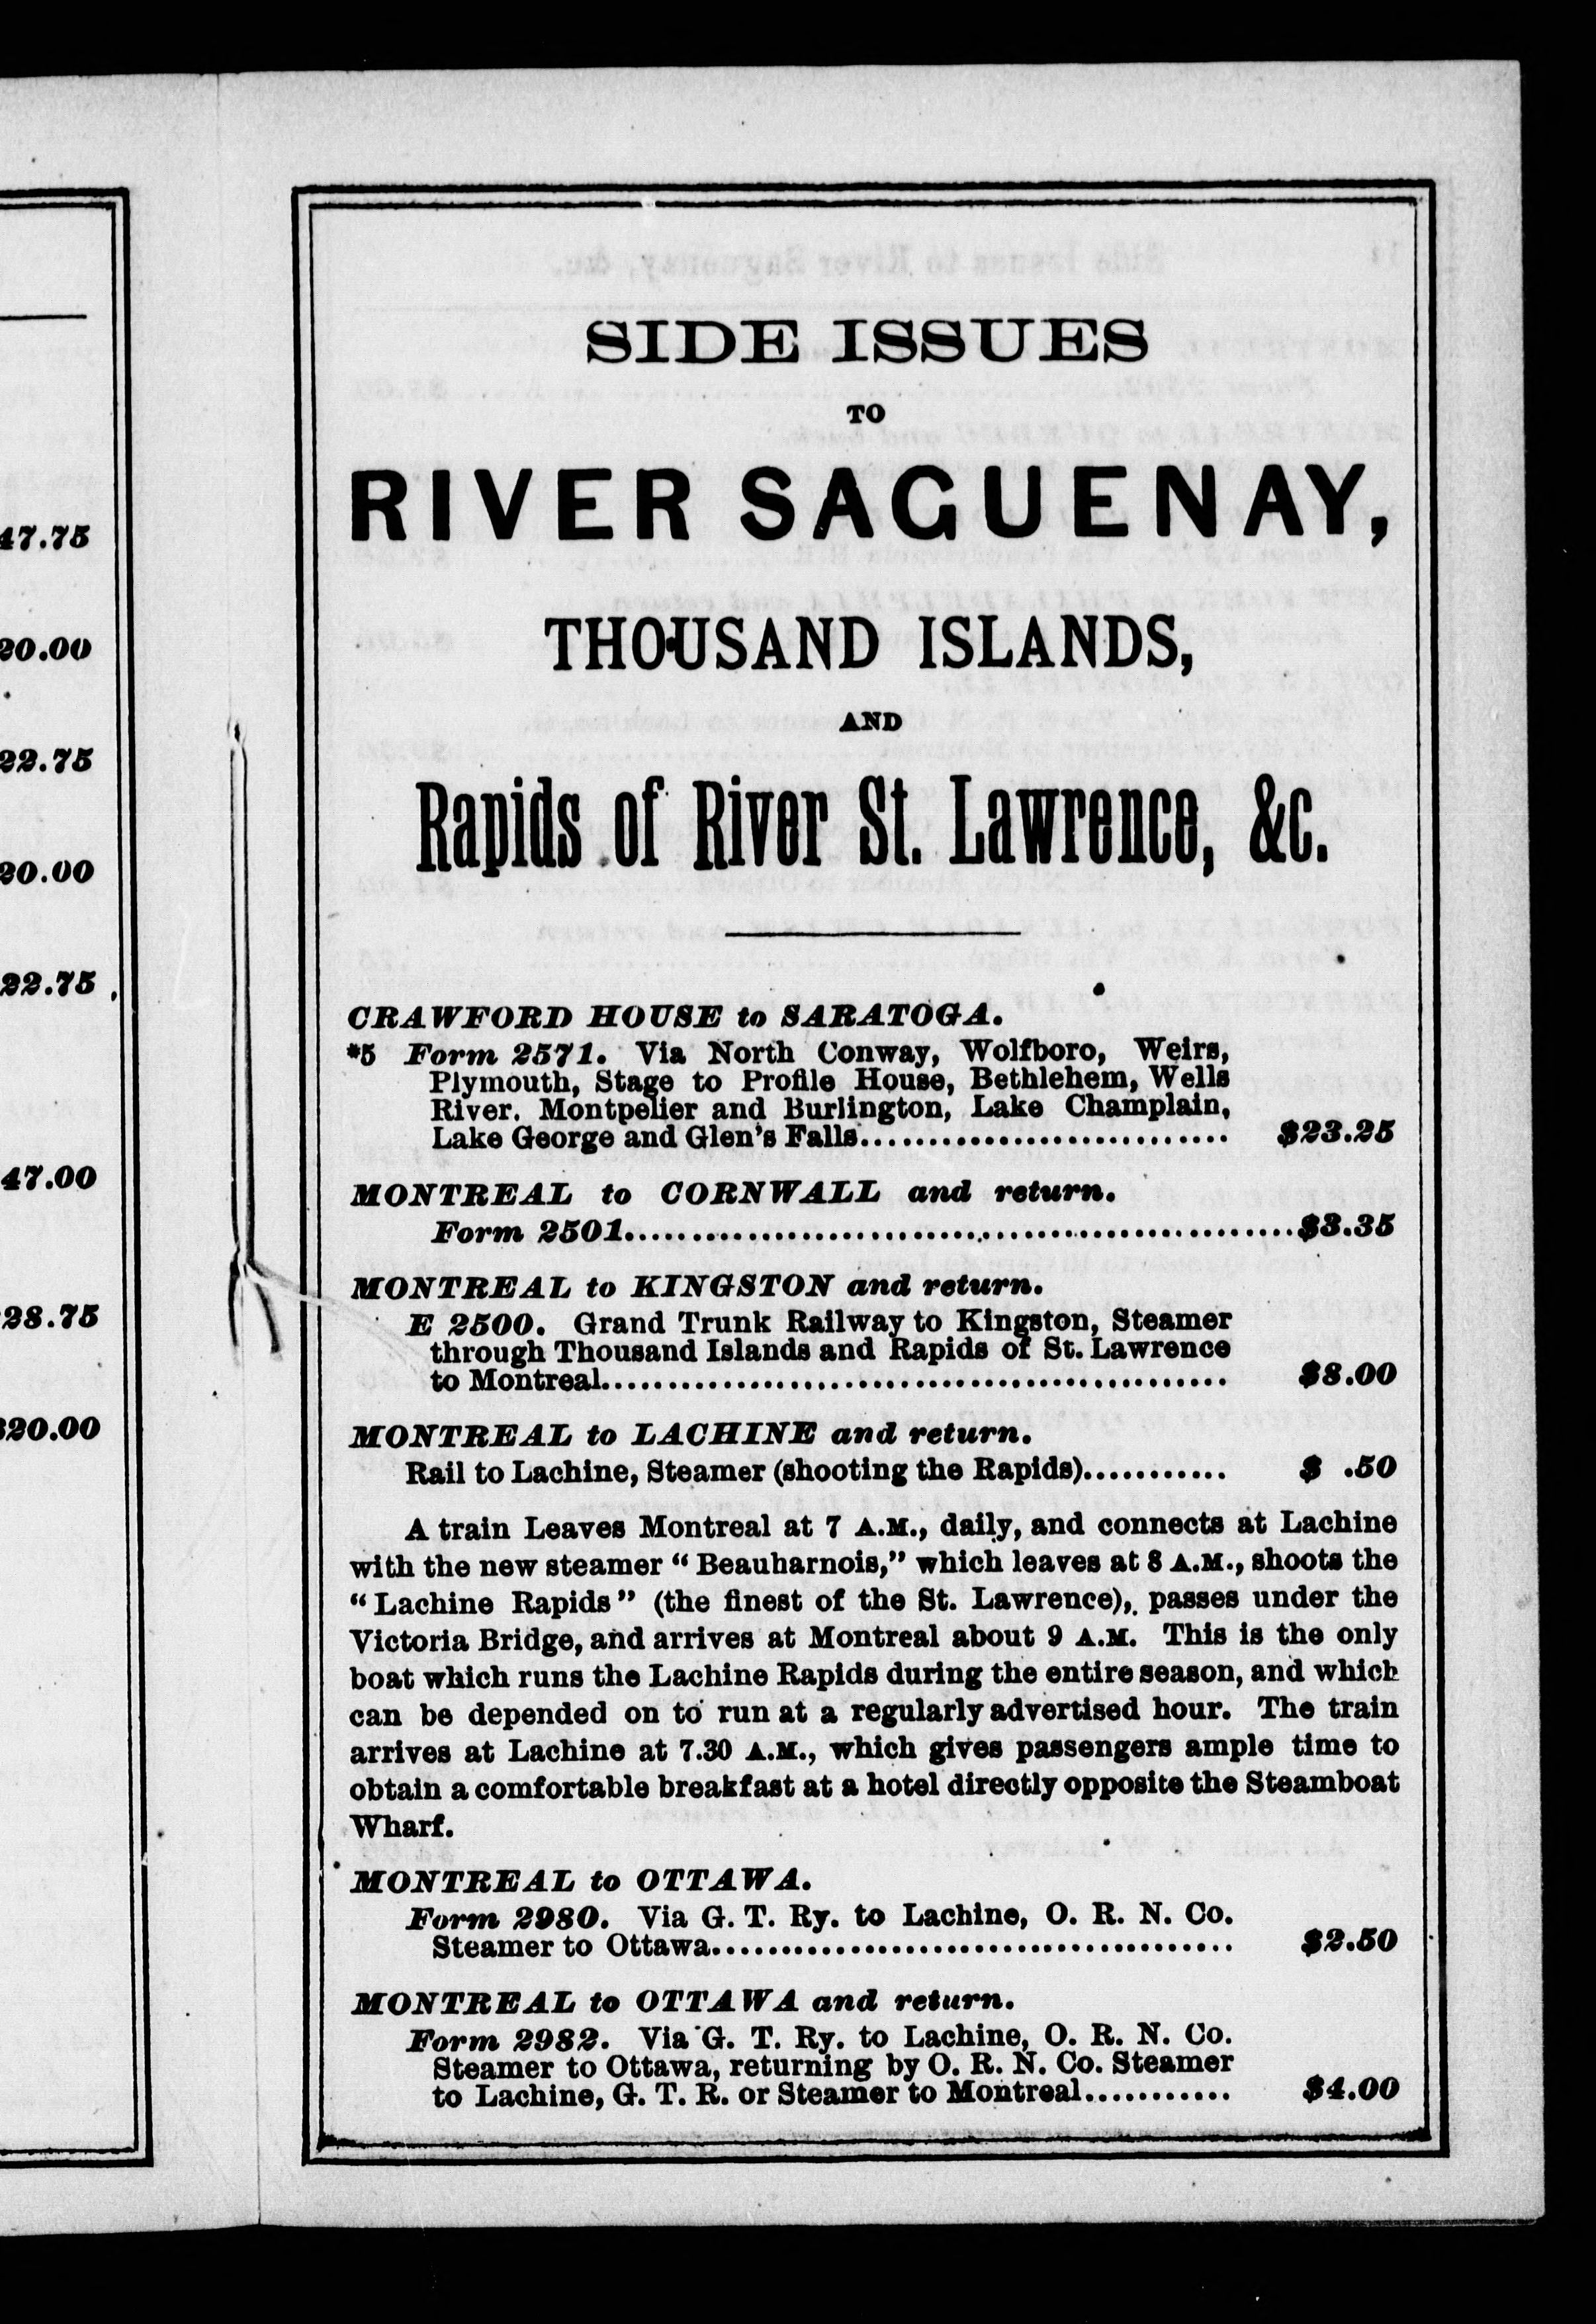 47.75
20.00
22.75
20.00
22.75
47.00
28.75
$20.00
SIDE ISSUES
TO
RIVER SAGUENAY,
THOUSAND ISLANDS,
AND
Rapids of River St. Lawrence, &c.
CRAWFORD HOUSE to SARATOGA.
*5 Form 2571. Via North Conway, Wolfboro, Weirs,
Plymouth, Stage to Profile House, Bethlehem, Wells
River, Montpelier and Burlington, Lake Champlain,
Lake George and Glen's Falls........................... $23.25
MONTREAL to CORNWALL and return.
Form 2501.................................................$3.35
MONTREAL to KINGSTON and return.
E 2500. Grand Trunk Railway to Kingston, Steamer
through Thousand Islands and Rapids of St. Lawrence
to Montreal.............................................. $8.00
MONTREAL to LACHINE and return.
Rail to Lachine, Steamer (shooting the Rapids)........... $ .50
A train Leaves Montreal at 7 A.M., daily, and connects at Lachine
with the new steamer “Beauharnois,” which leaves at 8 A.M., shoots the
“Lachine Rapids” (the finest of the St. Lawrence), passes under the
Victoria Bridge, and arrives at Montreal about 9 A.M. This is the only
boat which runs the Lachine Rapids during the entire season, and which
can be depended on to run at a regularly advertised hour. The train
arrives at Lachine at 7.30 A.M., which gives passengers ample time to
obtain a comfortable breakfast at a hotel directly opposite the Steamboat
Wharf.
MONTREAL to OTTAWA.
Form 2980. Via G. T. Ry. to Lachine, O. R. N. Co.
Steamer to Ottawa...................................... $2.50
MONTREAL to OTTAWA and return.
Form 2982. Via G. T. Ry. to Lachine, O. R. N. Co.
Steamer to Ottawa, returning by O. R. N. Co. Steamer
to Lachine, G. T. R. or Steamer to Montreal........... $4.00